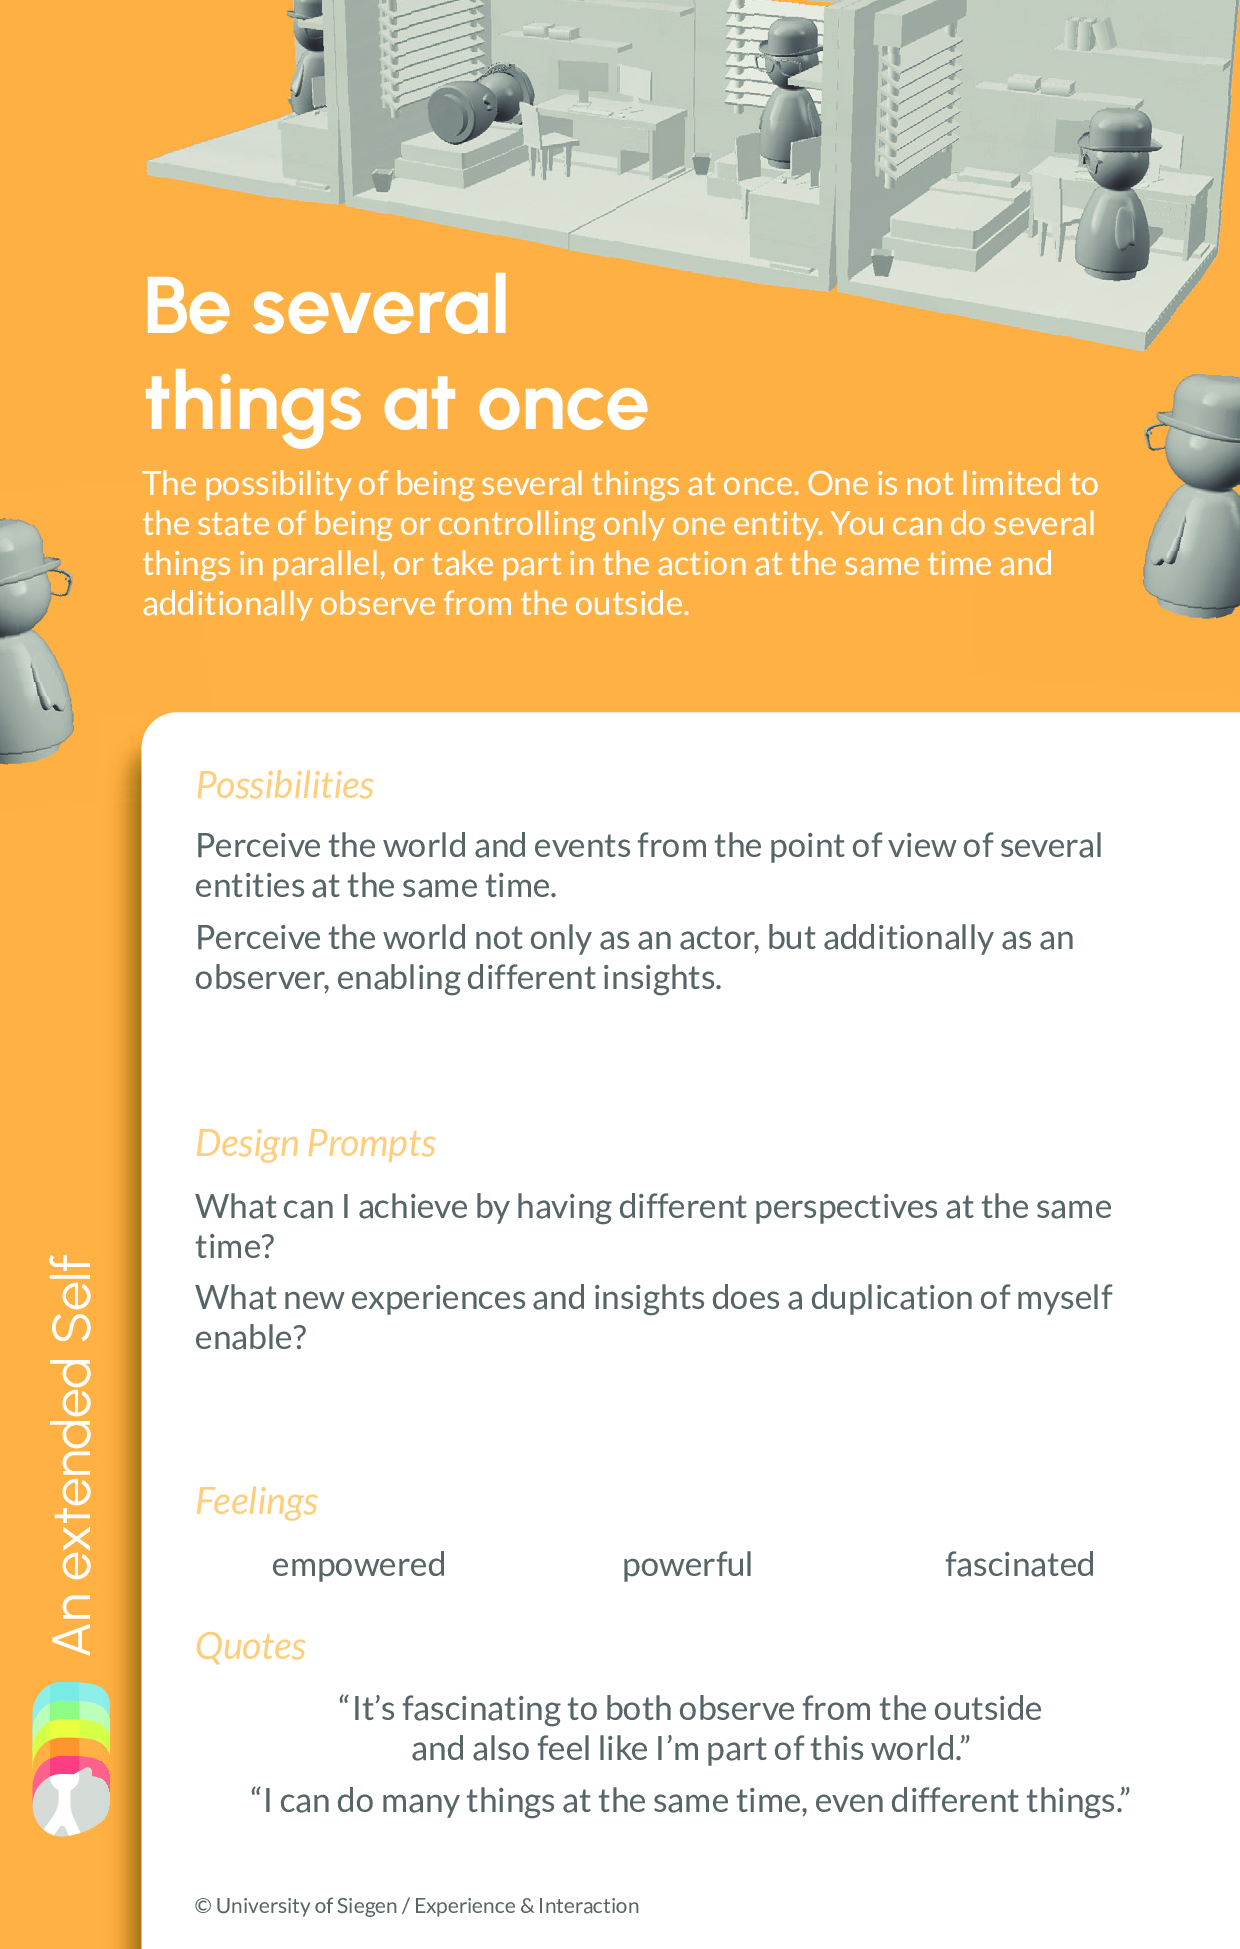 Be several
things at once
The possibility of being several things at once. One is not limited to
the state of being or controlling only one entity. You can do several
things in parallel, or take part in the action at the same time and
additionally observe from the outside.
Possibilities
Perceive the world and events from the point of view of several
entities at the same time.
Perceive the world not only as an actor, but additionally as an
observer, enabling different insights.
Design Prompts
What can I achieve by having different perspectives at the same
time?
What new experiences and insights does a duplication of myself
enable?
Feelings
empowered powerful fascinated
Quotes
“It’s fascinating to both observe from the outside
and also feel like I’m part of this world.”
“I can do many things at the same time, even different things.”
© University of Siegen / Experience & Interaction
An extended Self